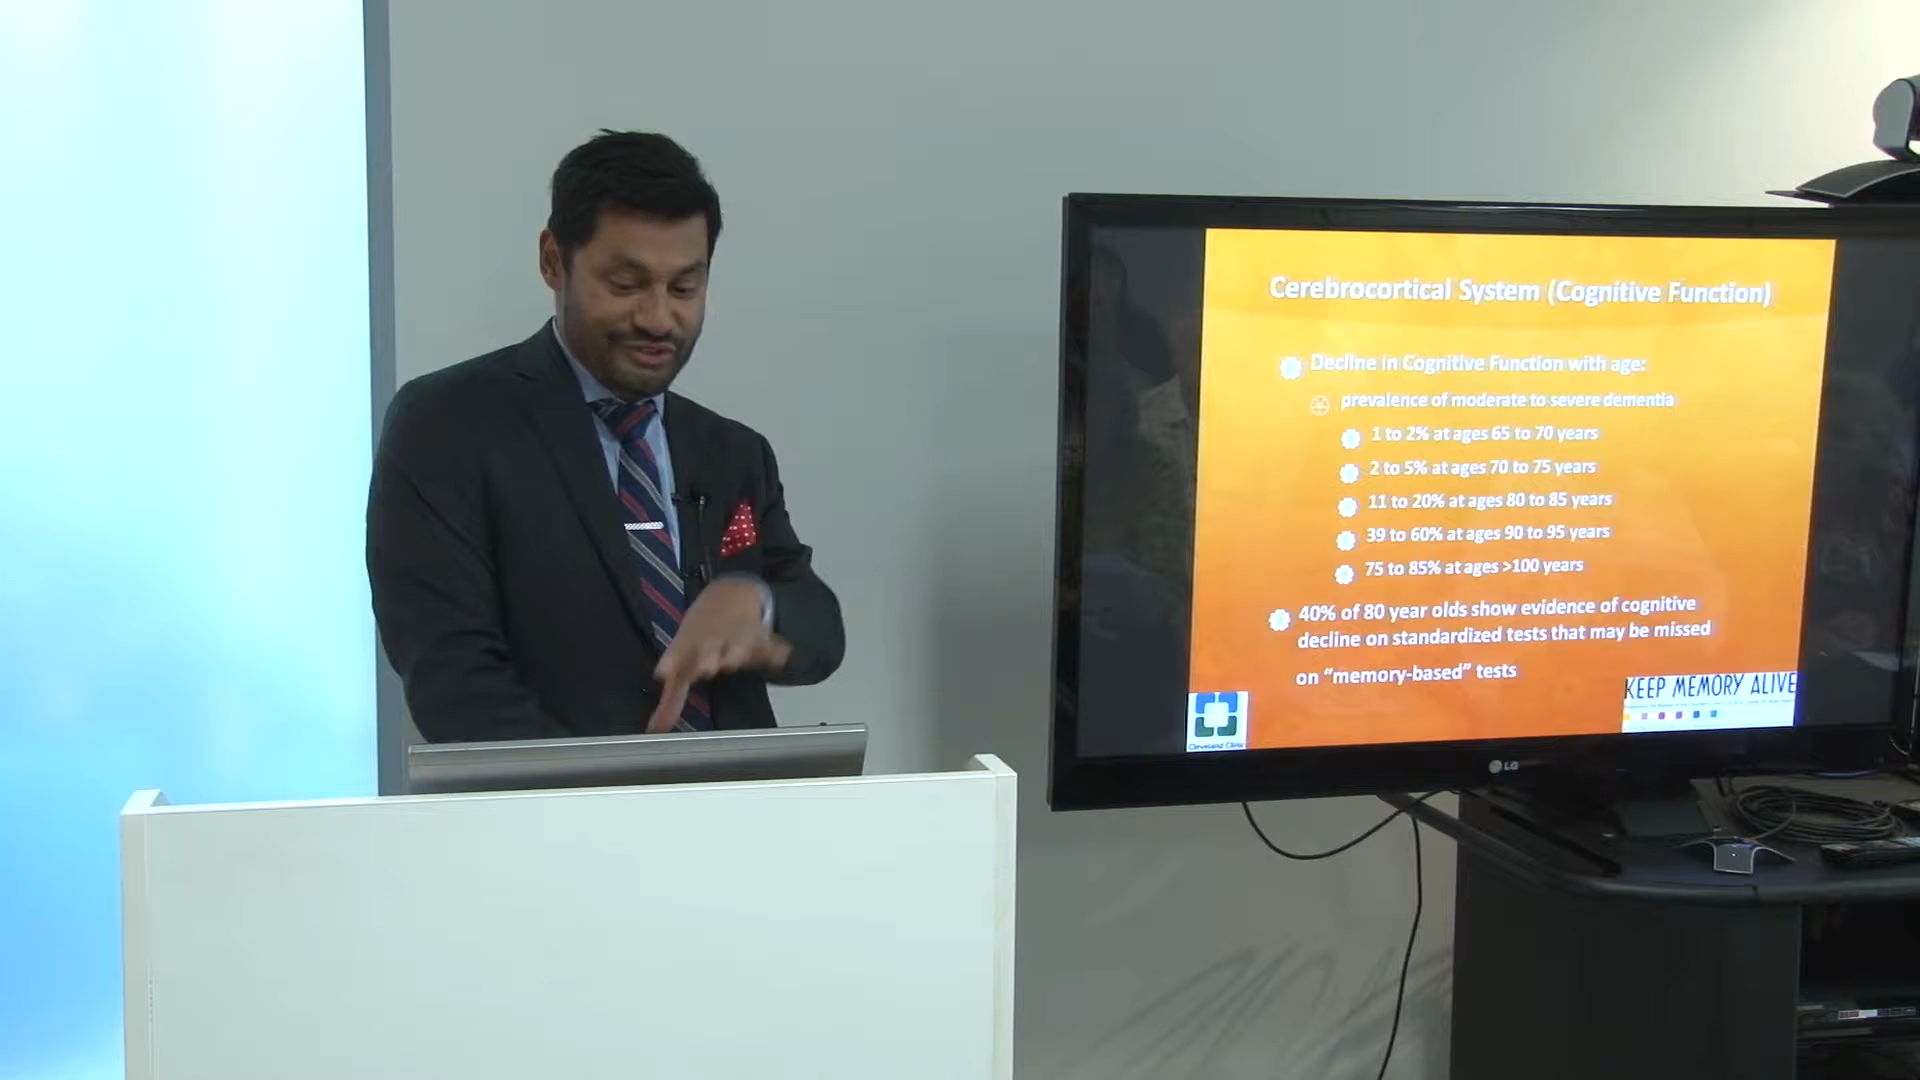 Cerebrocortical System (Cognitive Function)
Decline in Cognitive Function with age:
prevalence of moderate to severe dementia
1 to 2% at ages 65 to 70 years
2 to 5% at ages 70 to 75 years
11 to 20% at ages 80 to 85 years
39 to 60% at ages 90 to 95 years
75 to 85% at ages >100 years
40% of 80 year olds show evidence of cognitive
decline on standardized tests that may be missed
on “memory-based” tests
Cleveland Clinic
KEEP MEMORY ALIVE
LG